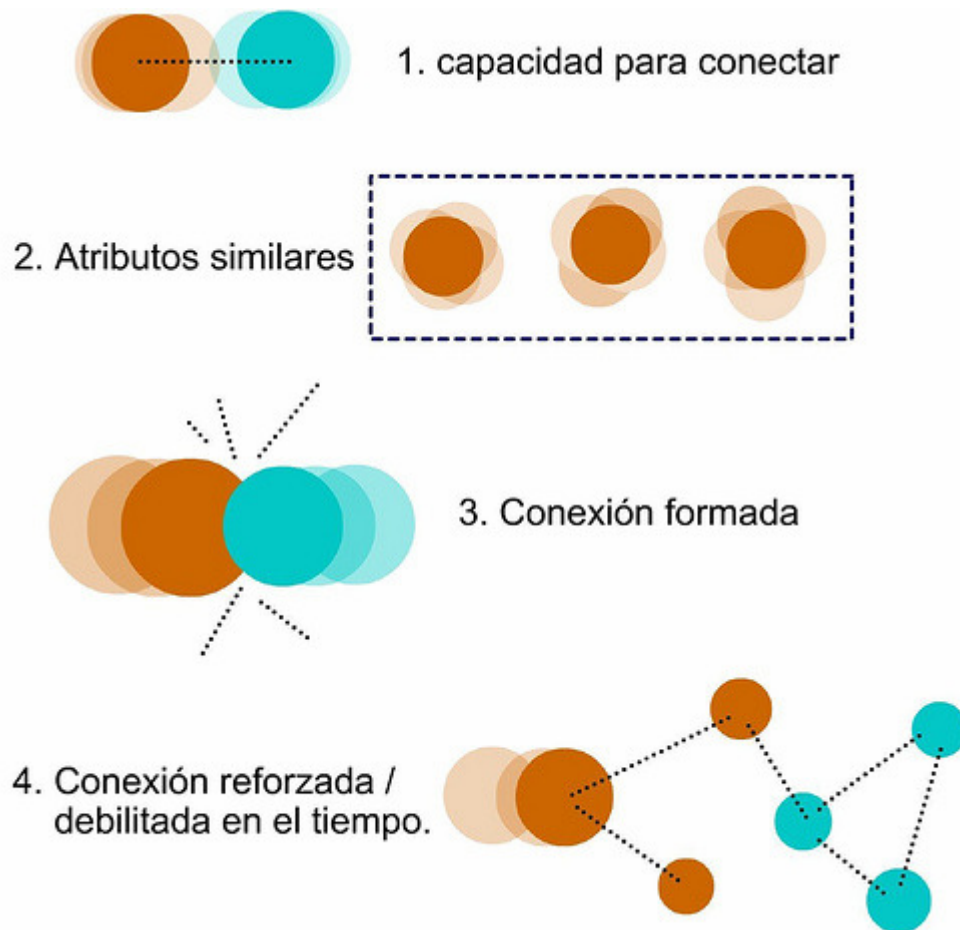 1. capacidad para conectar
2. Atributos similares
3. Conexión formada
4. Conexión reforzada /
debilitada en el tiempo.